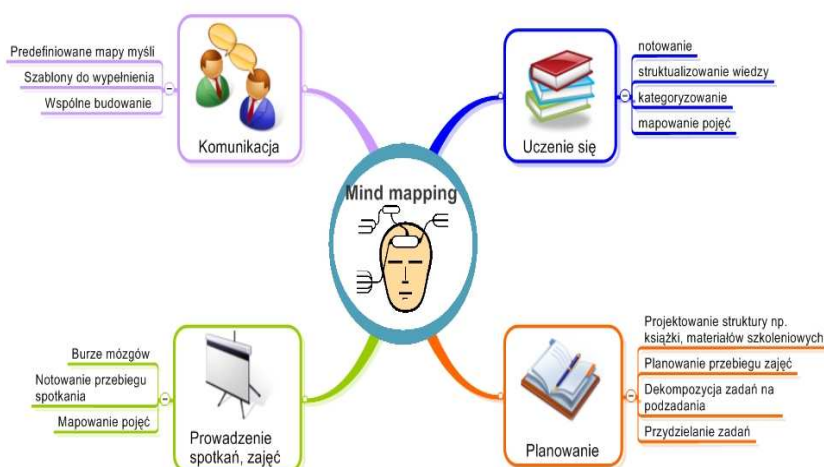 Mind mapping
Komunikacja
Predefiniowane mapy myśli
Szablony do wypełnienia
Wspólne budowanie
Uczenie się
notowanie
struktualizowanie wiedzy
kategoryzowanie
mapowanie pojęć
Prowadzenie
spotkań, zajęć
Burze mózgów
Notowanie przebiegu
spotkania
Mapowanie pojęć
Planowanie
Projektowanie struktury np.
książki, materiałów szkoleniowych
Planowanie przebiegu zajęć
Dekompozycja zadań na
podzadania
Przydzielanie zadań